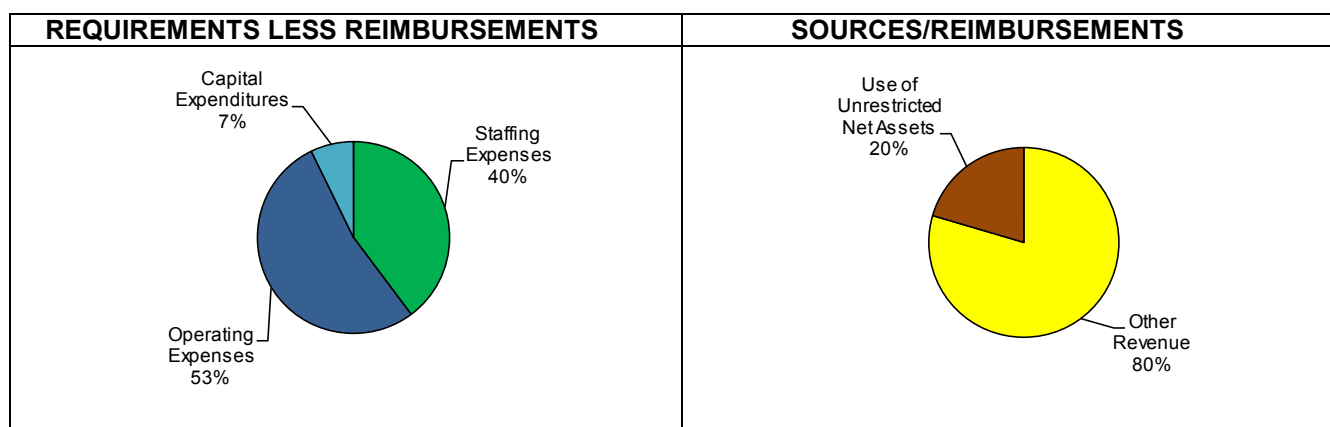 REQUIREMENTS LESS REIMBURSEMENTS
SOURCES/REIMBURSEMENTS
Capital
Expenditures
7%
Staffing
Expenses
40%
Operating
Expenses
53%
Use of
Unrestricted
Net Assets
20%
Other
Revenue
80%